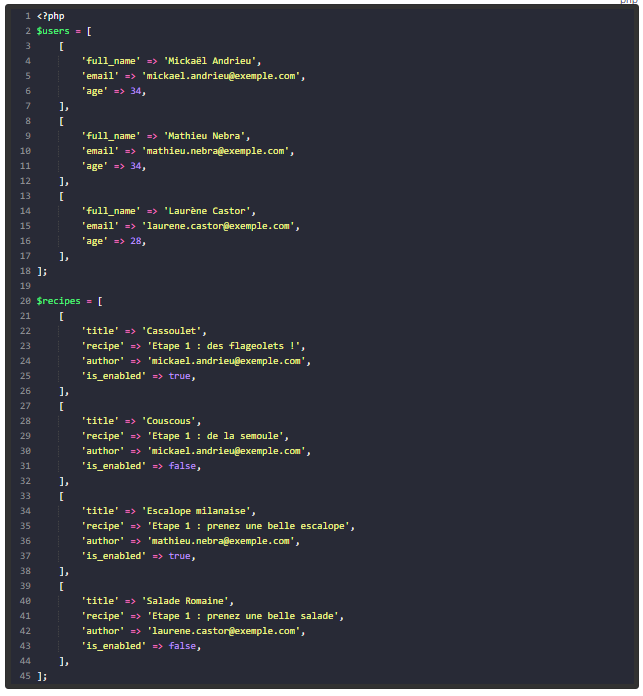 php
1 <?php
2 $users = [
3 [
4 'full_name' => 'Mickaël Andrieu',
5 'email' => 'mickael.andrieu@exemple.com',
6 'age' => 34,
7 ],
8 [
9 'full_name' => 'Mathieu Nebra',
10 'email' => 'mathieu.nebra@exemple.com',
11 'age' => 34,
12 ],
13 [
14 'full_name' => 'Laurène Castor',
15 'email' => 'laurene.castor@exemple.com',
16 'age' => 28,
17 ],
18 ];
19
20 $recipes = [
21 [
22 'title' => 'Cassoulet',
23 'recipe' => 'Etape 1 : des flageolets !',
24 'author' => 'mickael.andrieu@exemple.com',
25 'is_enabled' => true,
26 ],
27 [
28 'title' => 'Couscous',
29 'recipe' => 'Etape 1 : de la semoule',
30 'author' => 'mickael.andrieu@exemple.com',
31 'is_enabled' => false,
32 ],
33 [
34 'title' => 'Escalope milanaise',
35 'recipe' => 'Etape 1 : prenez une belle escalope',
36 'author' => 'mathieu.nebra@exemple.com',
37 'is_enabled' => true,
38 ],
39 [
40 'title' => 'Salade Romaine',
41 'recipe' => 'Etape 1 : prenez une belle salade',
42 'author' => 'laurene.castor@exemple.com',
43 'is_enabled' => false,
44 ],
45 ];